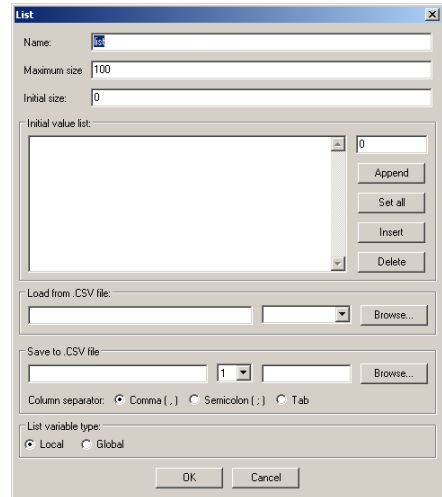 List
Name: list
Maximum size 100
Initial size: 0
Initial value list:
0
Append
Set all
Insert
Delete
Load from .CSV file:
Browse...
Save to .CSV file
1
Browse...
Column separator: Comma ( , ) Semicolon ( ; ) Tab
List variable type:
Local Global
OK Cancel